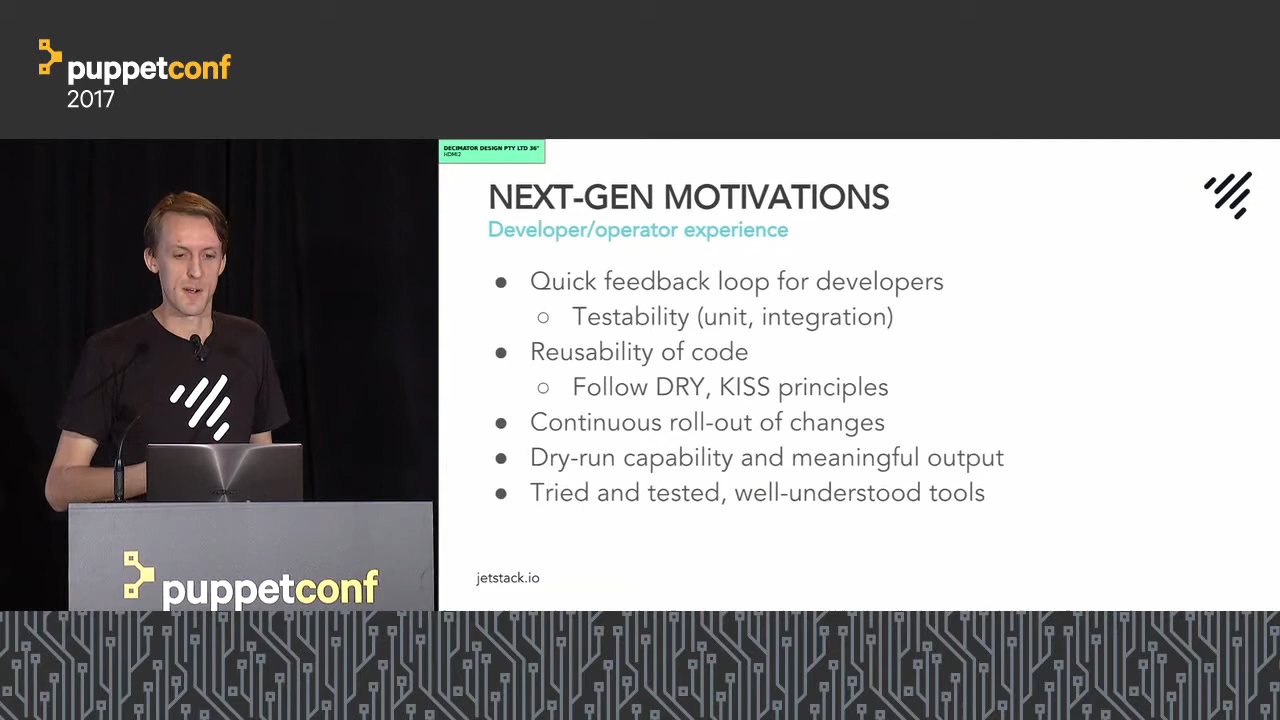 puppetconf
2017
DECIMATOR DESIGN PTY LTD 36"
HDMI2
NEXT-GEN MOTIVATIONS
Developer/operator experience
● Quick feedback loop for developers
○ Testability (unit, integration)
● Reusability of code
○ Follow DRY, KISS principles
● Continuous roll-out of changes
● Dry-run capability and meaningful output
● Tried and tested, well-understood tools
jetstack.io
puppetconf